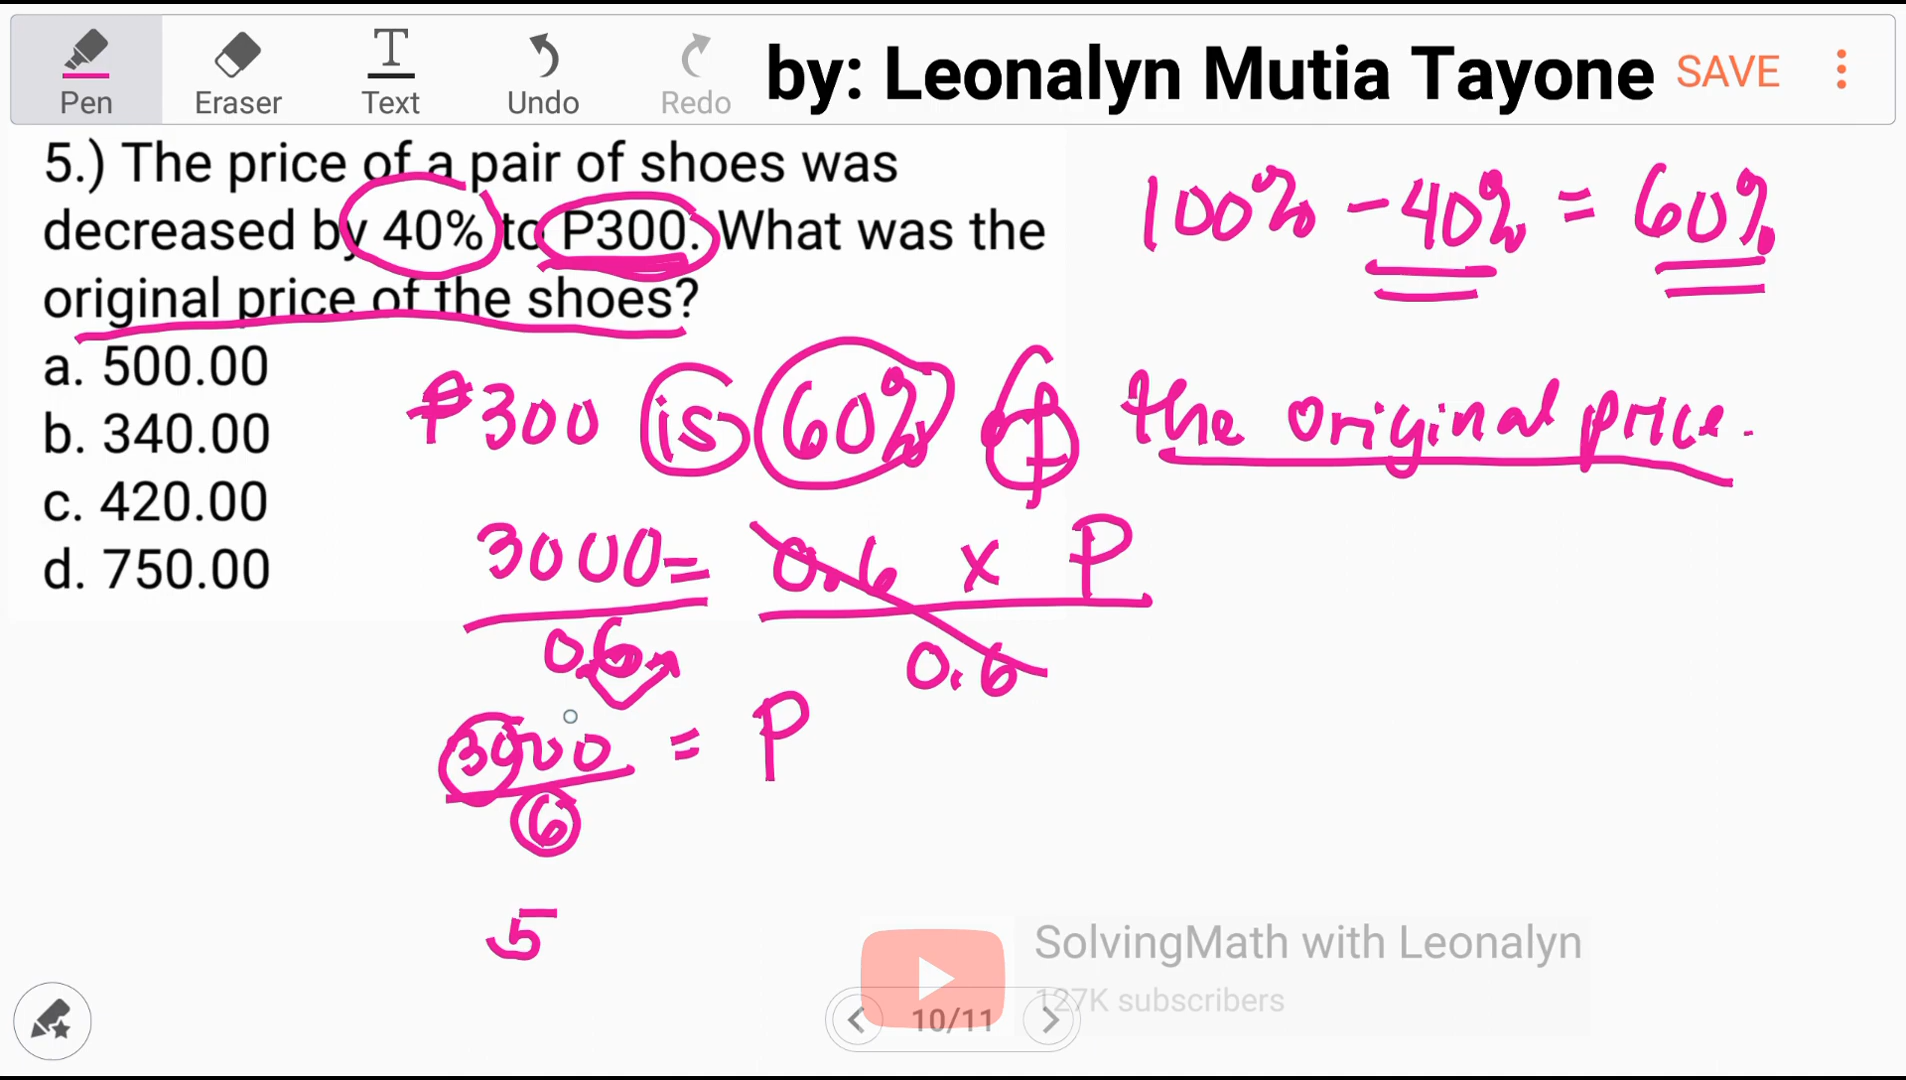 by: Leonalyn Mutia Tayone
SAVE
Pen
Eraser
Text
Undo
Redo
5.) The price of a pair of shoes was
decreased by 40% to P300. What was the
original price of the shoes?
a. 500.00
b. 340.00
c. 420.00
d. 750.00
100% - 40% = 60%
₱300 is 60% of the original price.
3000 = 0.6 x P
0.6 0.6
3000 = P
6
5
SolvingMath with Leonalyn
127K subscribers
10/11